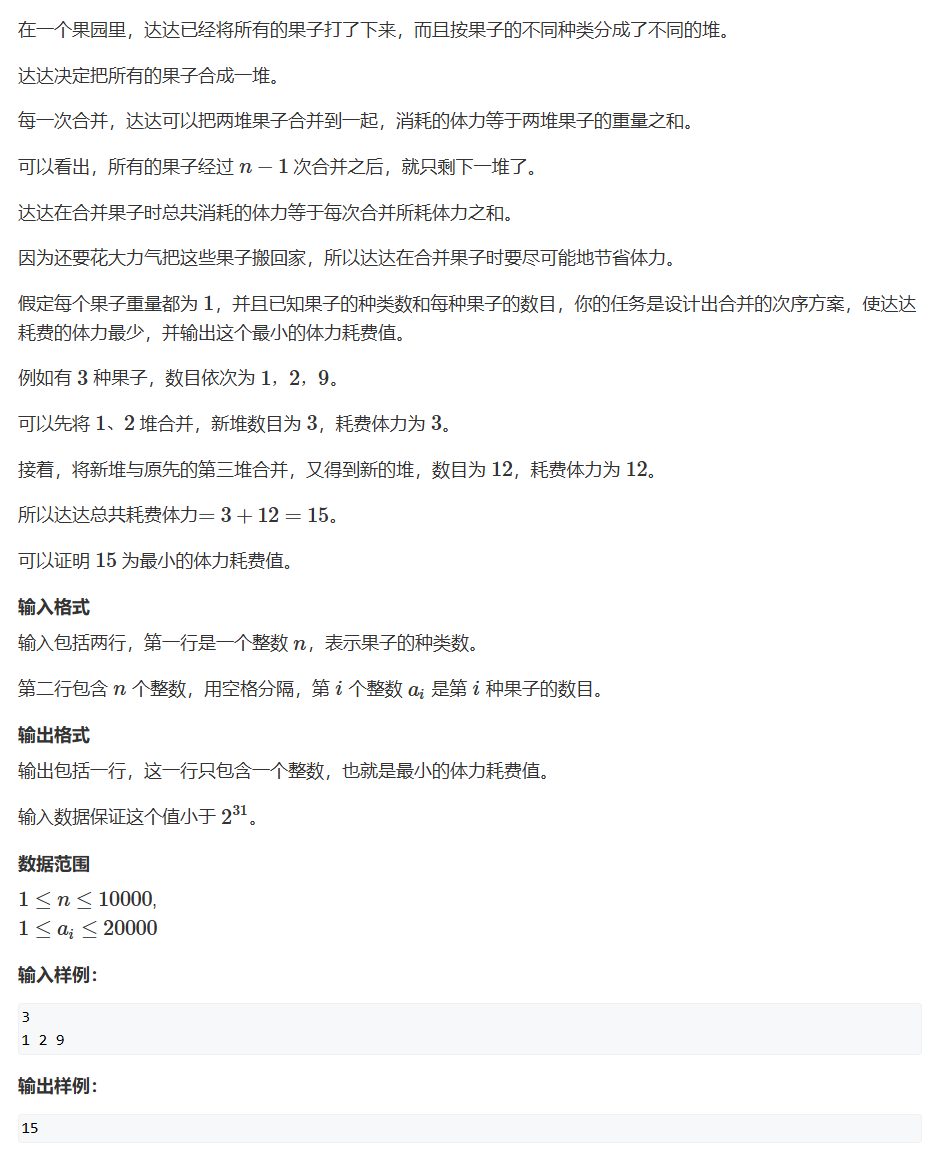 在一个果园里，达达已经将所有的果子打了下来，而且按果子的不同种类分成了不同的堆。
达达决定把所有的果子合成一堆。
每一次合并，达达可以把两堆果子合并到一起，消耗的体力等于两堆果子的重量之和。
可以看出，所有的果子经过 n − 1 次合并之后，就只剩下一堆了。
达达在合并果子时总共消耗的体力等于每次合并所耗体力之和。
因为还要花大力气把这些果子搬回家，所以达达在合并果子时要尽可能地节省体力。
假定每个果子重量都为 1，并且已知果子的种类数和每种果子的数目，你的任务是设计出合并的次序方案，使达达
耗费的体力最少，并输出这个最小的体力耗费值。
例如有 3 种果子，数目依次为 1，2，9。
可以先将 1、2 堆合并，新堆数目为 3，耗费体力为 3。
接着，将新堆与原先的第三堆合并，又得到新的堆，数目为 12，耗费体力为 12。
所以达达总共耗费体力= 3 + 12 = 15。
可以证明 15 为最小的体力耗费值。
输入格式
输入包括两行，第一行是一个整数 n，表示果子的种类数。
第二行包含 n 个整数，用空格分隔，第 i 个整数 aᵢ 是第 i 种果子的数目。
输出格式
输出包括一行，这一行只包含一个整数，也就是最小的体力耗费值。
输入数据保证这个值小于 2³¹。
数据范围
1 ≤ n ≤ 10000,
1 ≤ aᵢ ≤ 20000
输入样例：
3
1 2 9
输出样例：
15